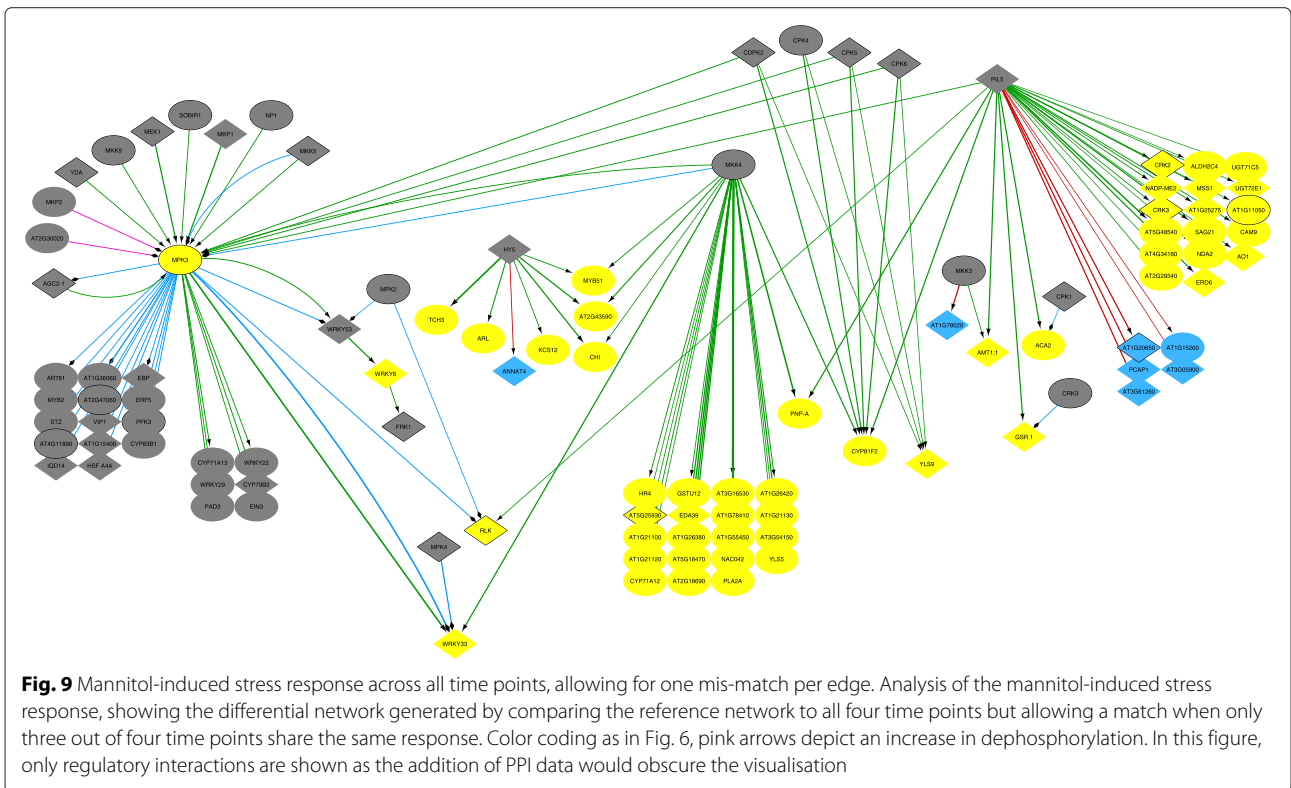 CDPK2
CPK4
CPK5
CPK6
PIL5
SOBIR1
NP1
MEK1
MKP1
MKK9
MKK5
YDA
MKP2
AT2G30020
MPK3
AGC2-1
MKK4
HY5
MYB51
TCH3
AT2G43590
ARL
KCS12
CHI
ANNAT4
MPK2
WRKY53
WRKY6
FRK1
AR781
AT1G36060
EBP
MYB2
AT2G47060
ERF5
STZ
VIP1
PFK3
AT4G11890
AT1G15400
CYP83B1
IQD14
HSF A4A
CYP71A13
WRKY22
WRKY29
CYP79B2
PAD3
EIN3
RLK
MPK4
WRKY33
CRK2
ALDH2C4
UGT71C5
NADP-ME2
MSS1
UGT72E1
CRK3
AT1G25275
AT1G11050
AT5G48540
SAG21
CAM9
AT4G34180
NDA2
AO1
AT2G29340
ERD6
MKK3
CPK1
AT1G78020
AMT1;1
ACA2
AT1G20650
AT1G15260
PCAP1
AT3G05900
AT3G61260
CRK3
GSR 1
PNP-A
CYP81F2
YLS9
HR4
GSTU12
AT3G16530
AT1G26420
AT5G25930
EDA39
AT1G78410
AT1G21130
AT1G21100
AT1G26380
AT1G55450
AT3G54150
AT1G21120
AT5G18470
NAC042
YLS5
CYP71A12
AT2G18690
PLA2A
Fig. 9 Mannitol-induced stress response across all time points, allowing for one mis-match per edge. Analysis of the mannitol-induced stress
response, showing the differential network generated by comparing the reference network to all four time points but allowing a match when only
three out of four time points share the same response. Color coding as in Fig. 6, pink arrows depict an increase in dephosphorylation. In this figure,
only regulatory interactions are shown as the addition of PPI data would obscure the visualisation